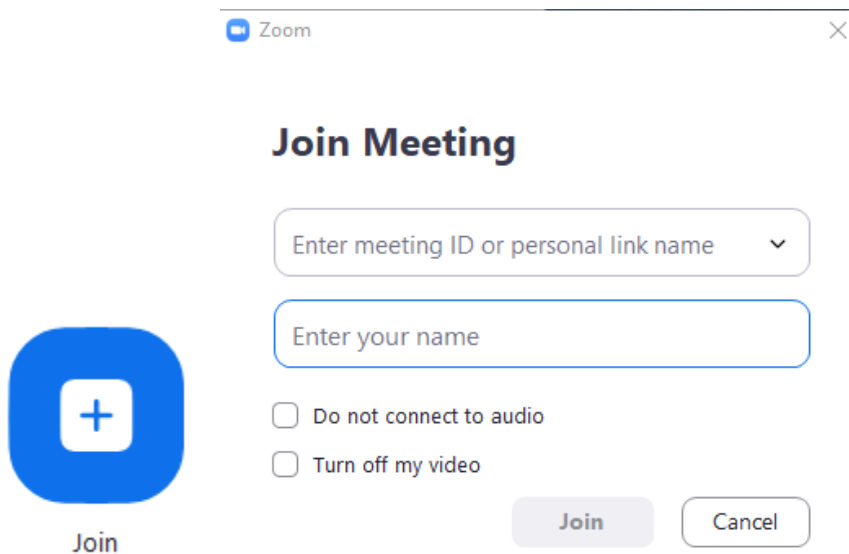 Zoom
Join Meeting
Enter meeting ID or personal link name
Enter your name
Do not connect to audio
Turn off my video
Join Cancel
Join